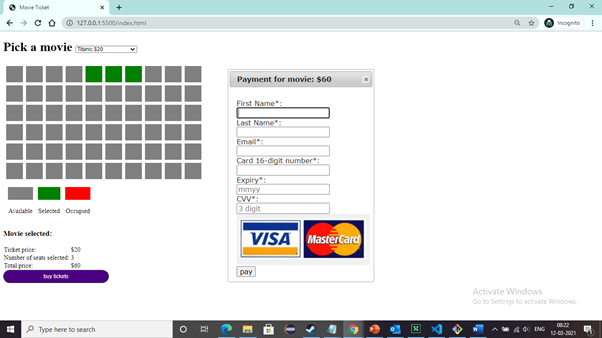 Movie Ticket
127.0.0.1:5500/index.html
Incognito
Pick a movie Titanic $20
Available Selected Occupied
Movie selected:
Ticket price: $20
Number of seats selected: 3
Total price: $60
buy tickets
Payment for movie: $60
First Name*:
Last Name*:
Email*:
Card 16-digit number*:
Expiry*:
mmyy
CVV*:
3 digit
VISA MasterCard
pay
Activate Windows
Go to Settings to activate Windows.
Type here to search
ENG
08:22
12-03-2021